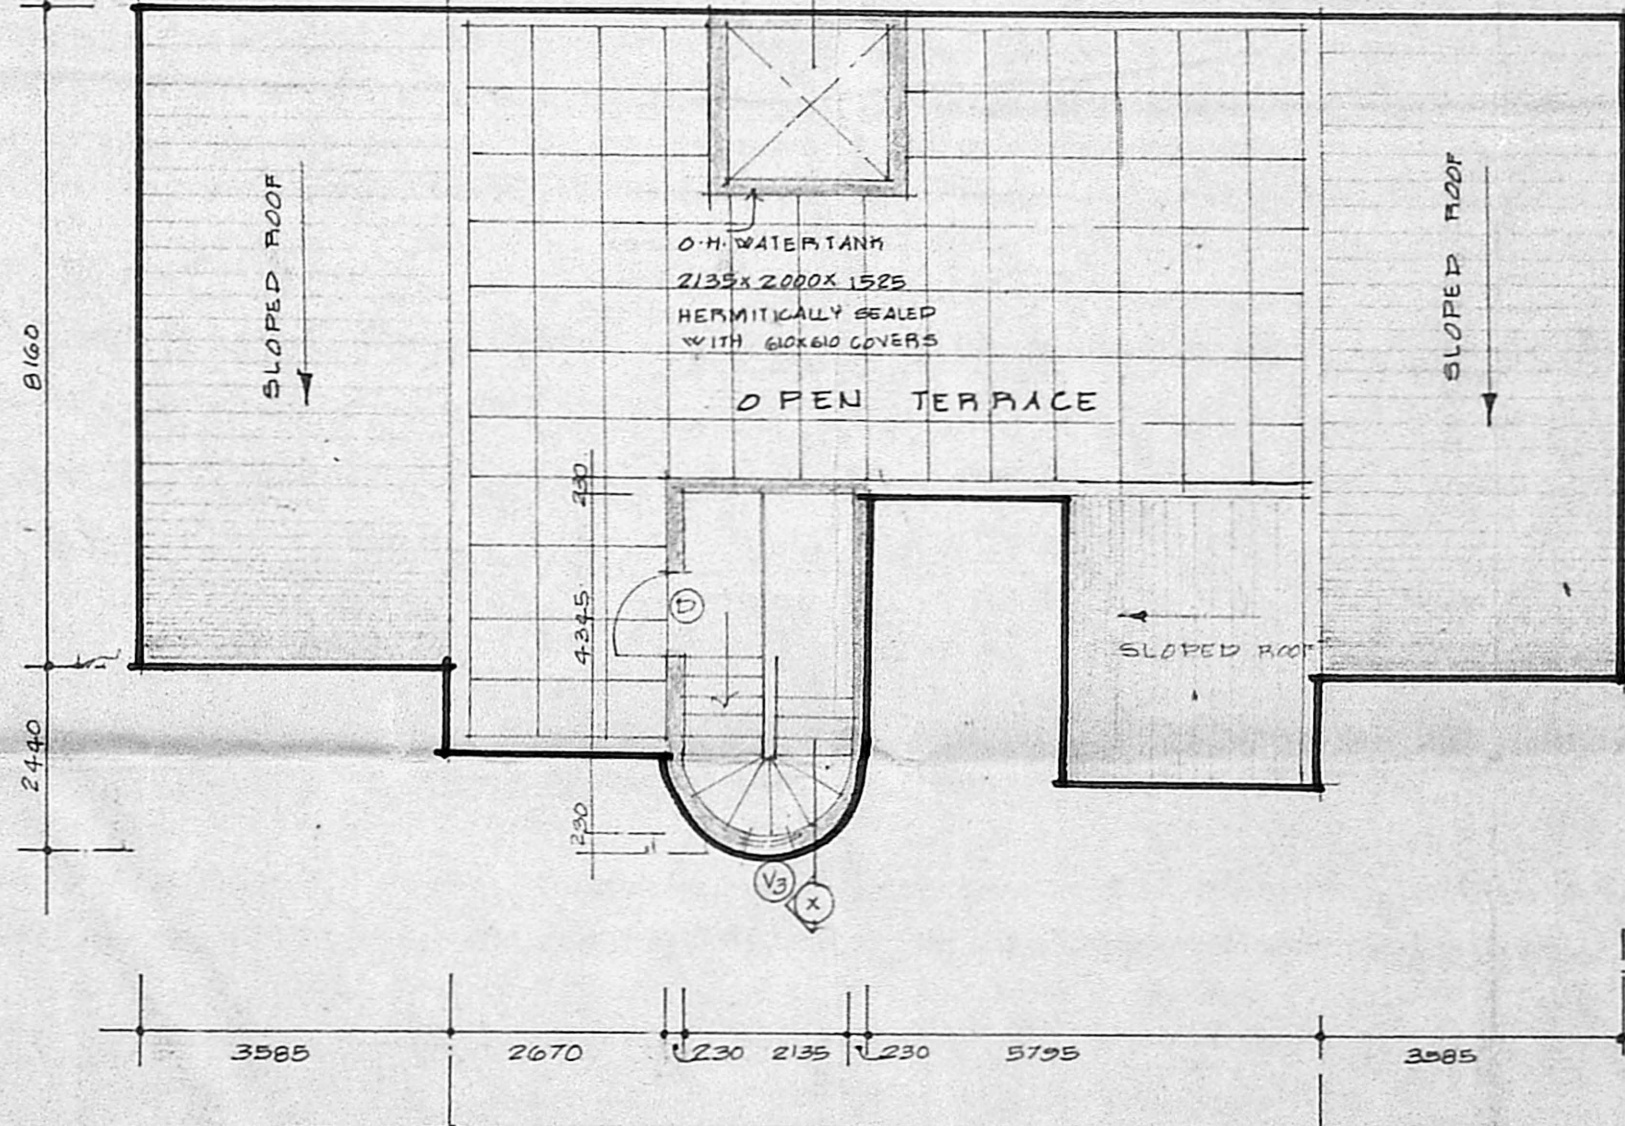 SLOPED ROOF
SLOPED ROOF
O.H. WATER TANK
2135x2000x1525
HERMITICALLY SEALED
WITH 610x610 COVERS
OPEN TERRACE
8160
230
4345
D
SLOPED ROOF
2440
230
V3
X
3585
2670
230
2135
230
5795
3585